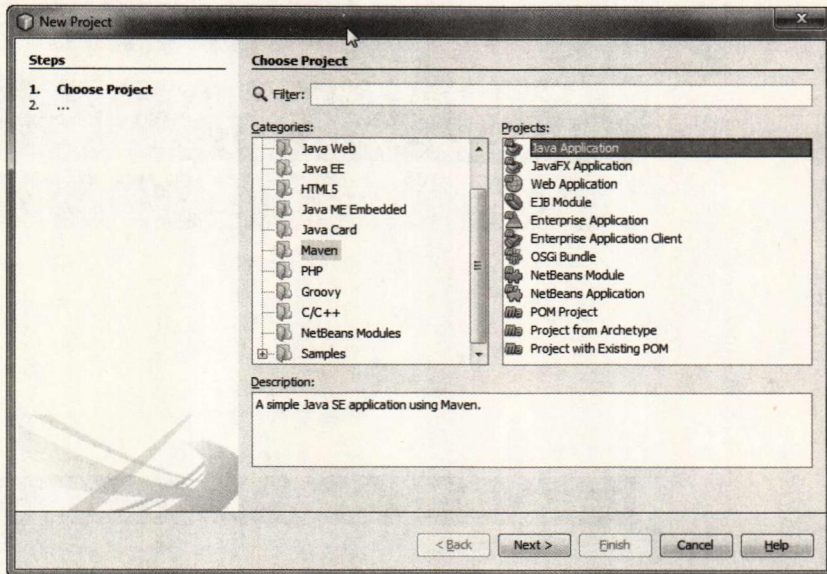 New Project
Steps
1. Choose Project
2. ...
Choose Project
Filter:
Categories:
Java Web
Java EE
HTML5
Java ME Embedded
Java Card
Maven
PHP
Groovy
C/C++
NetBeans Modules
Samples
Projects:
Java Application
JavaFX Application
Web Application
EJB Module
Enterprise Application
Enterprise Application Client
OSGi Bundle
NetBeans Module
NetBeans Application
POM Project
Project from Archetype
Project with Existing POM
Description:
A simple Java SE application using Maven.
< Back
Next >
Finish
Cancel
Help